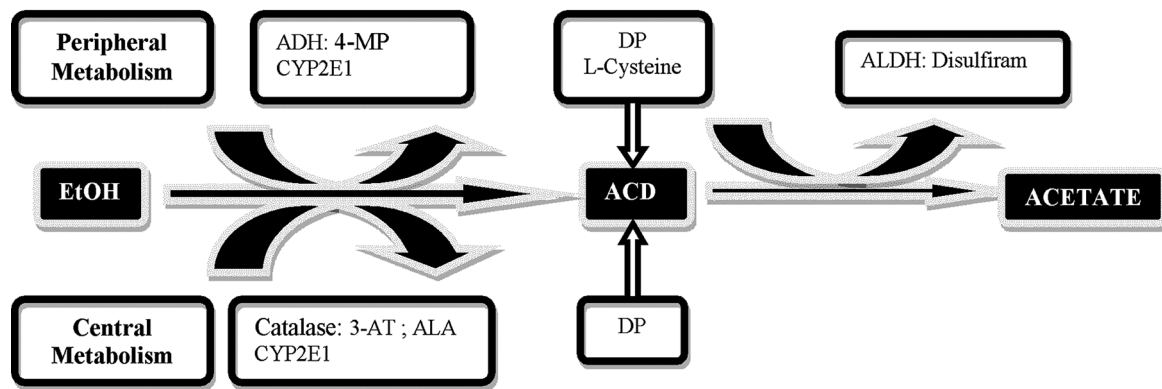 Peripheral
Metabolism
ADH: 4-MP
CYP2E1
DP
L-Cysteine
ALDH: Disulfiram
EtOH
ACD
ACETATE
Central
Metabolism
Catalase: 3-AT ; ALA
CYP2E1
DP